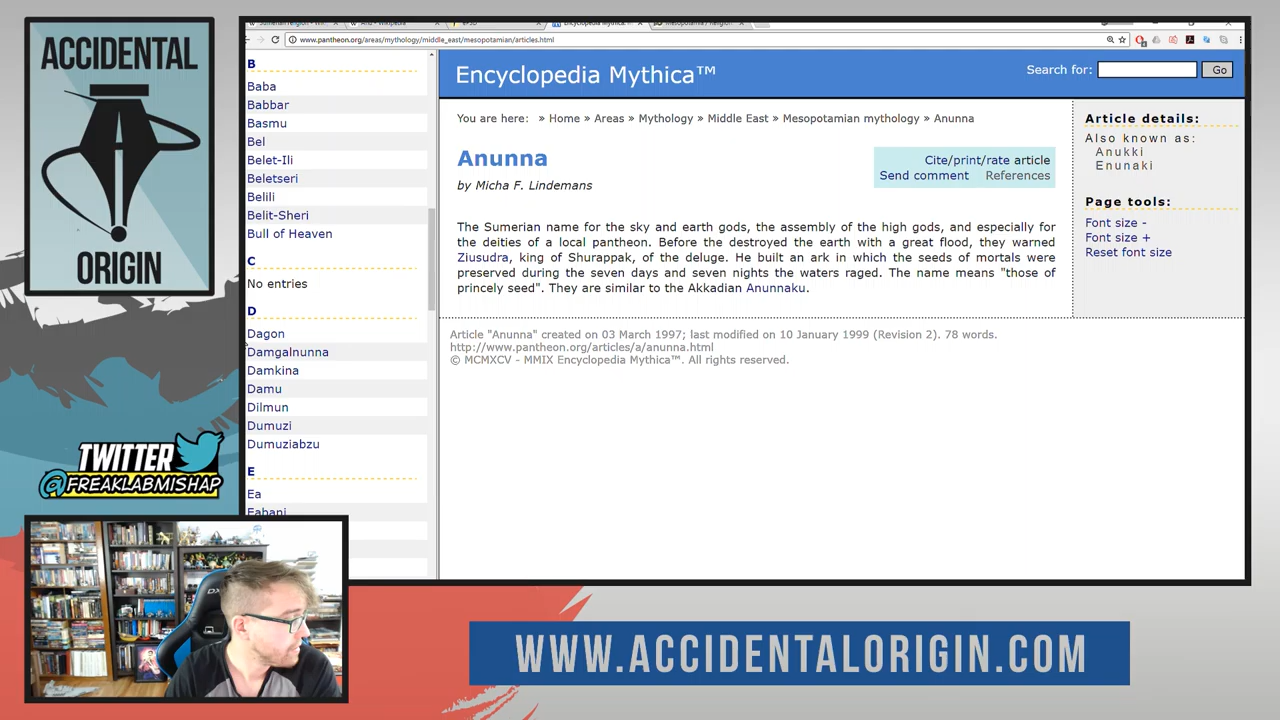 ACCIDENTAL
ORIGIN
TWITTER
@FREAKLABMISHAP
www.pantheon.org/areas/mythology/middle_east/mesopotamian/articles.html
B
Baba
Babbar
Basmu
Bel
Belet-Ili
Beletseri
Belili
Belit-Sheri
Bull of Heaven
C
No entries
D
Dagon
Damgalnunna
Damkina
Damu
Dilmun
Dumuzi
Dumuziabzu
E
Ea
Eabani
Encyclopedia Mythica™
Search for:
Go
You are here: » Home » Areas » Mythology » Middle East » Mesopotamian mythology » Anunna
Anunna
by Micha F. Lindemans
Cite/print/rate article
Send comment References
The Sumerian name for the sky and earth gods, the assembly of the high gods, and especially for
the deities of a local pantheon. Before the destroyed the earth with a great flood, they warned
Ziusudra, king of Shurappak, of the deluge. He built an ark in which the seeds of mortals were
preserved during the seven days and seven nights the waters raged. The name means "those of
princely seed". They are similar to the Akkadian Anunnaku.
Article "Anunna" created on 03 March 1997; last modified on 10 January 1999 (Revision 2). 78 words.
http://www.pantheon.org/articles/a/anunna.html
© MCMXCV - MMIX Encyclopedia Mythica™. All rights reserved.
Article details:
Also known as:
Anukki
Enunaki
Page tools:
Font size -
Font size +
Reset font size
WWW.ACCIDENTALORIGIN.COM